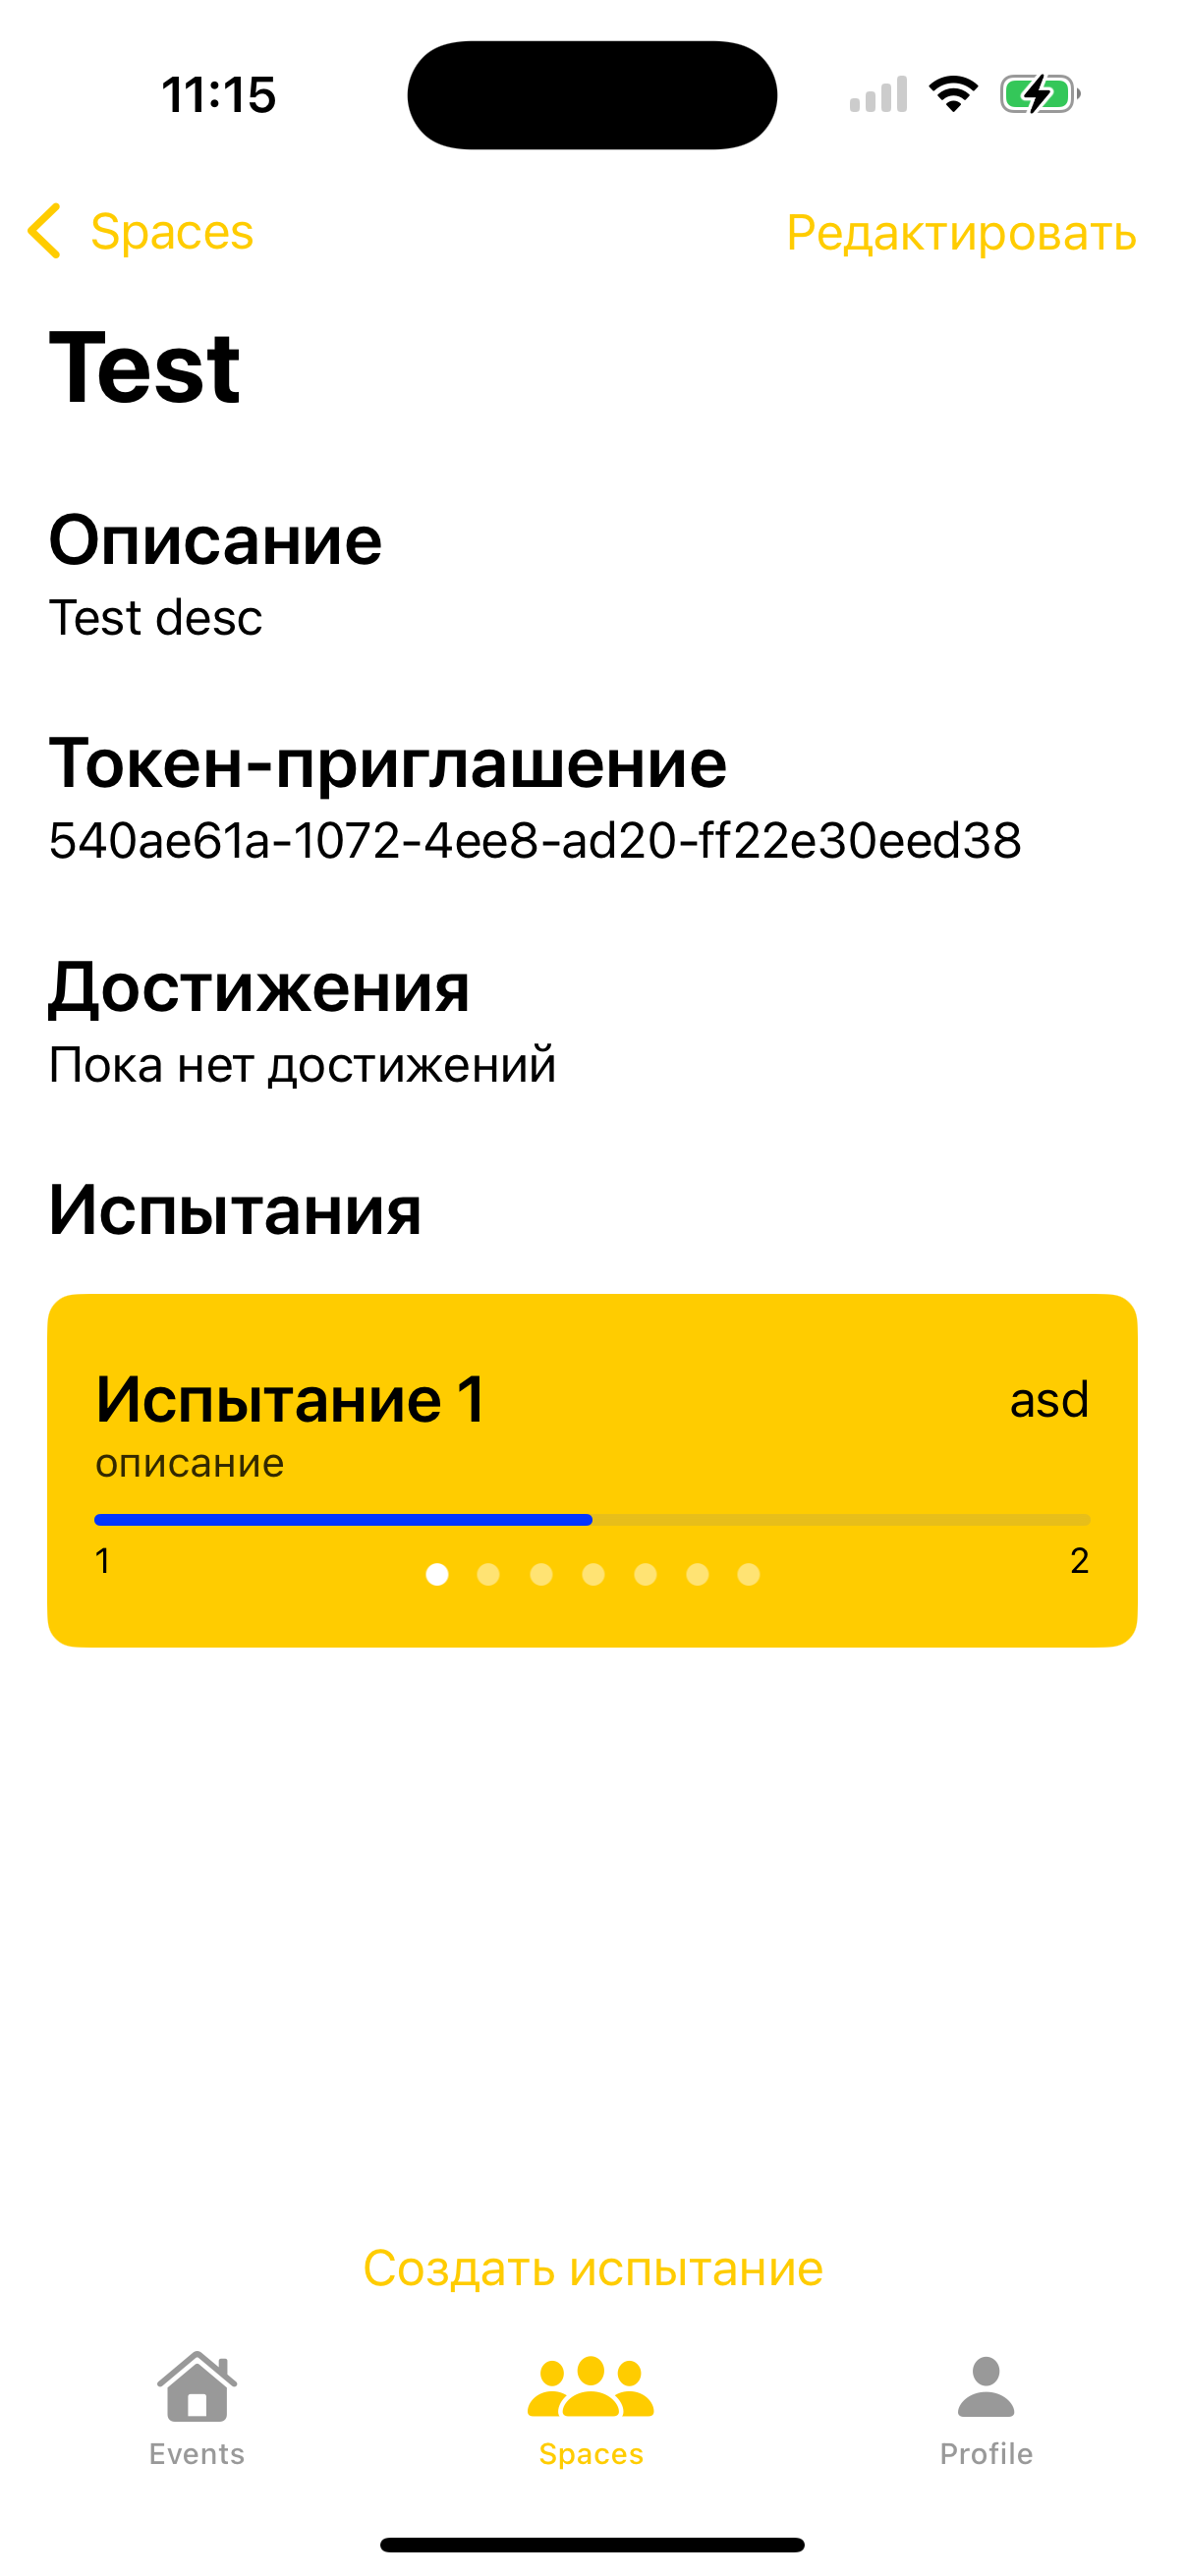 11:15
Spaces
Редактировать
Test
Описание
Test desc
Токен-приглашение
540ae61a-1072-4ee8-ad20-ff22e30eed38
Достижения
Пока нет достижений
Испытания
Испытание 1
asd
описание
1
2
Создать испытание
Events
Spaces
Profile